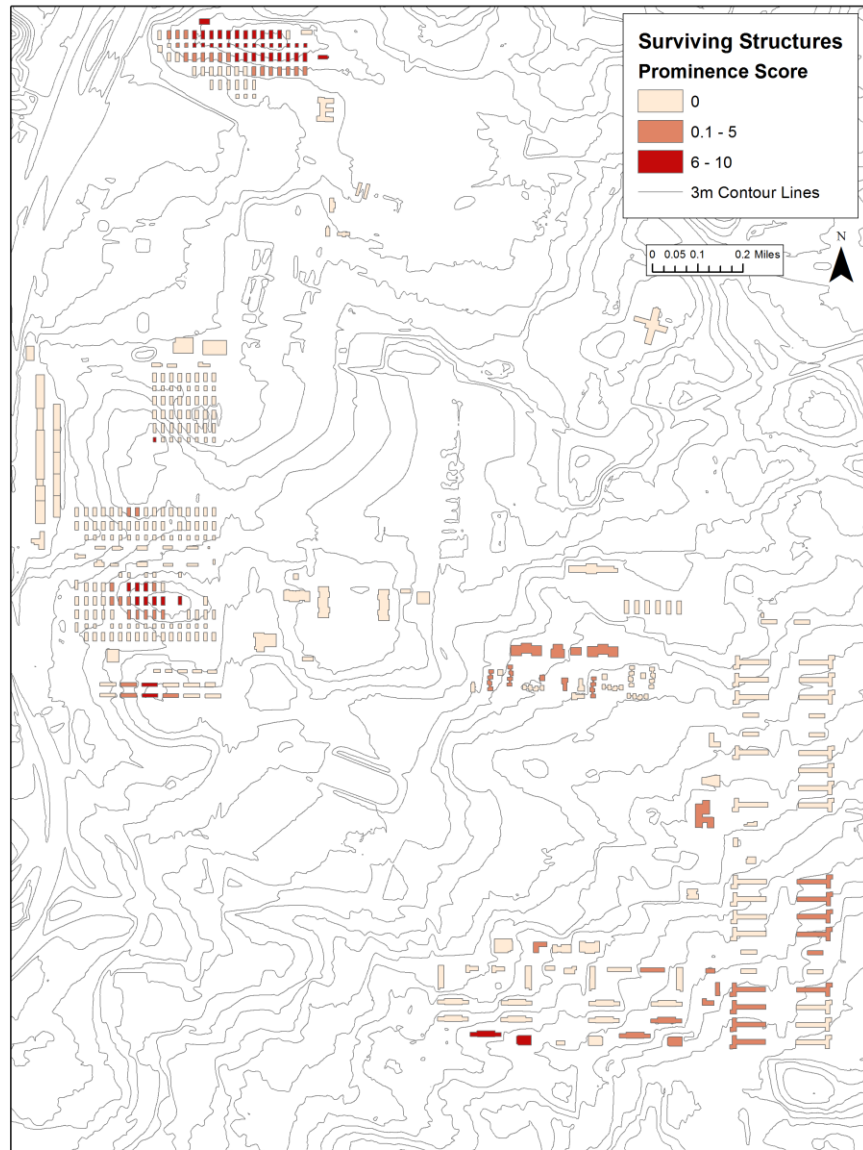 Surviving Structures
Prominence Score
0
0.1 - 5
6 - 10
3m Contour Lines
0 0.05 0.1 0.2 Miles
N